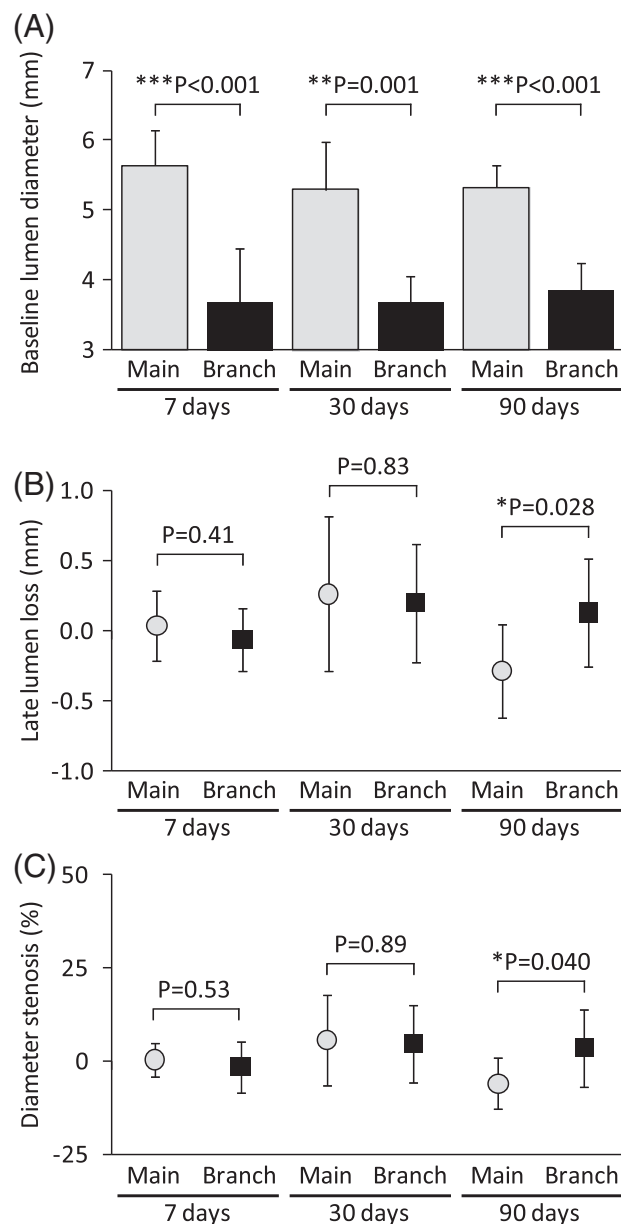 (A)
Baseline lumen diameter (mm)
7
6
5
4
3
***P<0.001
**P=0.001
***P<0.001
Main Branch Main Branch Main Branch
7 days 30 days 90 days
(B)
Late lumen loss (mm)
1.0
0.5
0.0
-0.5
-1.0
P=0.41
P=0.83
*P=0.028
Main Branch Main Branch Main Branch
7 days 30 days 90 days
(C)
Diameter stenosis (%)
50
25
0
-25
P=0.53
P=0.89
*P=0.040
Main Branch Main Branch Main Branch
7 days 30 days 90 days